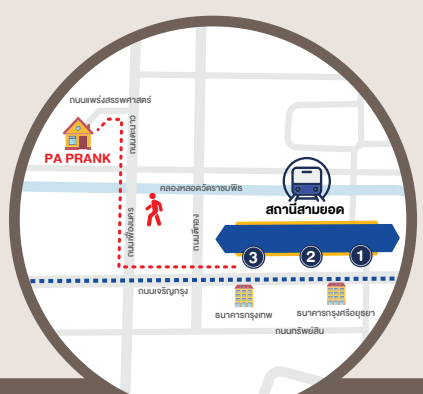 ถนนแพร่งสรรพศาสตร์
ถนนตะนาว
PA PRANK
คลองหลอดวัดราชบพิธ
สถานีสามยอด
ถนนเฟื่องนคร
ถนนตีทอง
3
2
1
ถนนเจริญกรุง
ธนาคารกรุงเทพ
ธนาคารกรุงศรีอยุธยา
ถนนทรัพย์สิน